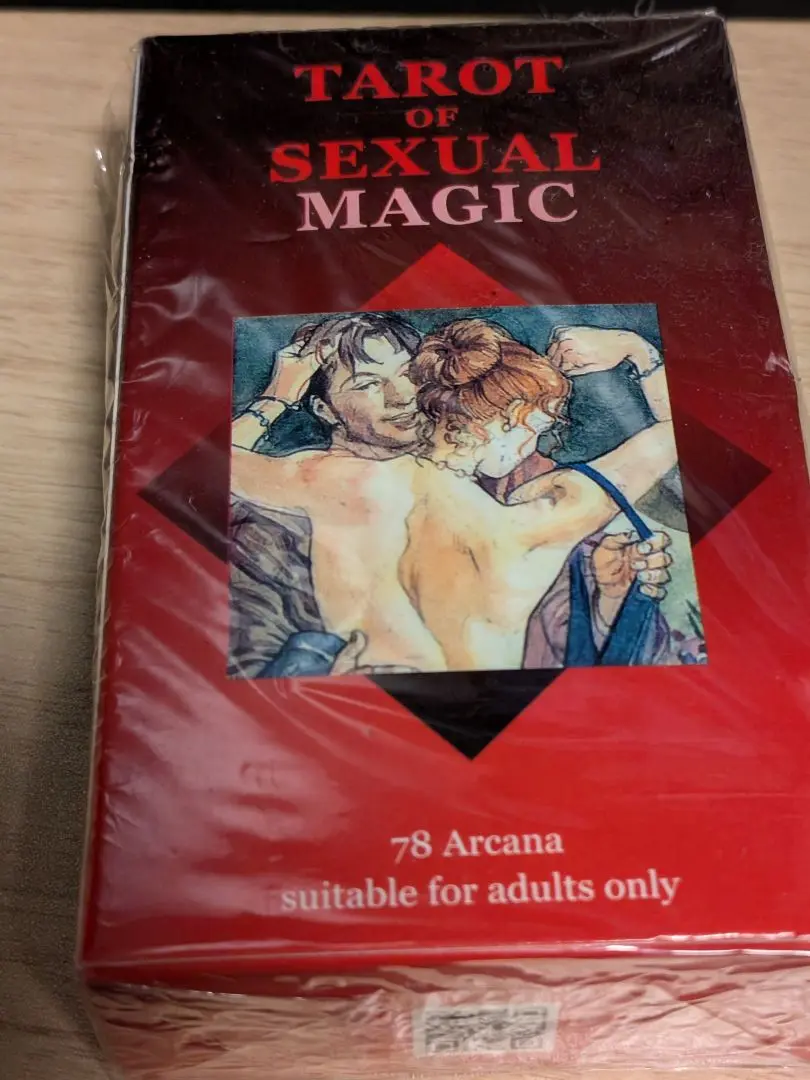 TAROT
OF
SEXUAL
MAGIC
78 Arcana
suitable for adults only